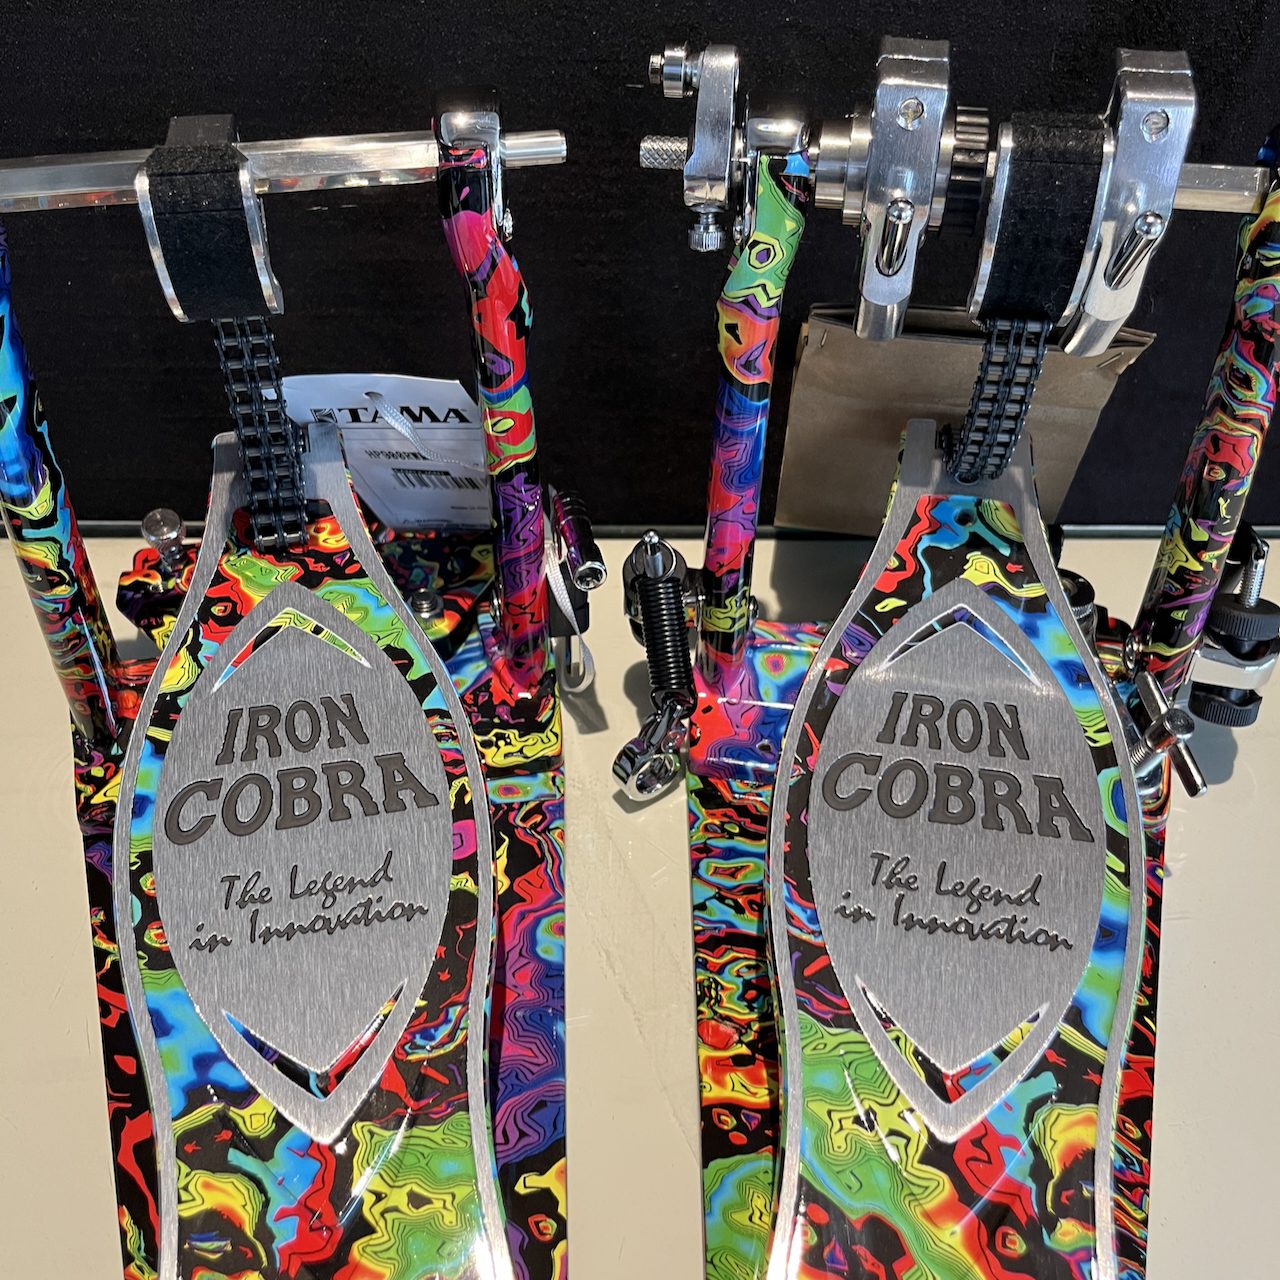 TAMA
IRON
COBRA
The Legend
in Innovation
IRON
COBRA
The Legend
in Innovation